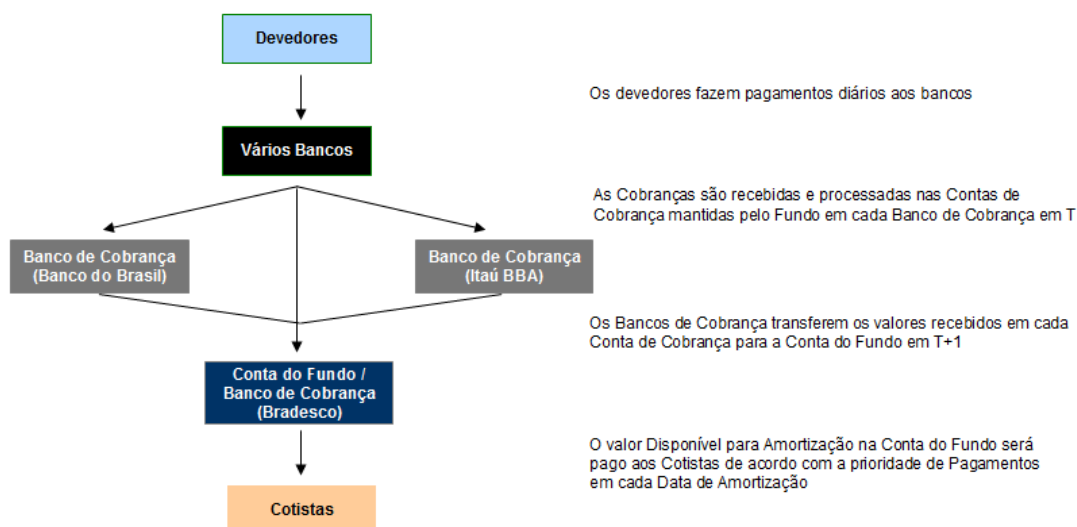 Devedores
Os devedores fazem pagamentos diários aos bancos
Vários Bancos
As Cobranças são recebidas e processadas nas Contas de
Cobrança mantidas pelo Fundo em cada Banco de Cobrança em T
Banco de Cobrança
(Banco do Brasil)
Banco de Cobrança
(Itaú BBA)
Os Bancos de Cobrança transferem os valores recebidos em cada
Conta de Cobrança para a Conta do Fundo em T+1
Conta do Fundo /
Banco de Cobrança
(Bradesco)
O valor Disponível para Amortização na Conta do Fundo será
pago aos Cotistas de acordo com a prioridade de Pagamentos
em cada Data de Amortização
Cotistas